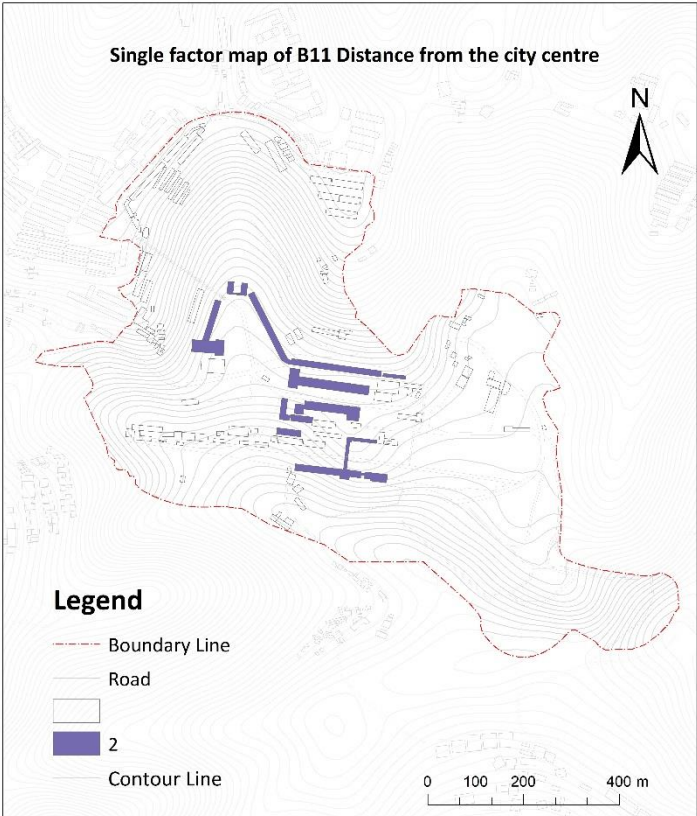 Single factor map of B11 Distance from the city centre
N
Legend
Boundary Line
Road
2
Contour Line
0 100 200 400 m